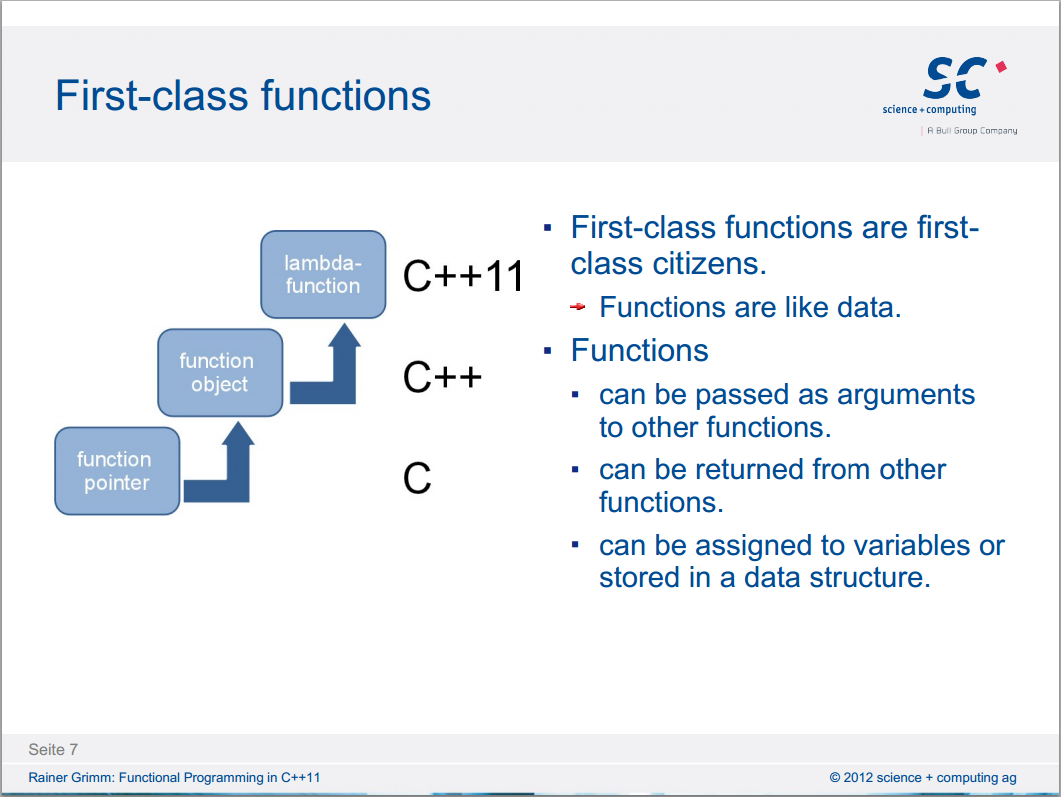 First-class functions
SC
science + computing
A Bull Group Company
lambda-
function
C++11
function
object
C++
function
pointer
C
▪ First-class functions are first-
class citizens.
Functions are like data.
▪ Functions
▪ can be passed as arguments
to other functions.
▪ can be returned from other
functions.
▪ can be assigned to variables or
stored in a data structure.
Seite 7
Rainer Grimm: Functional Programming in C++11
© 2012 science + computing ag